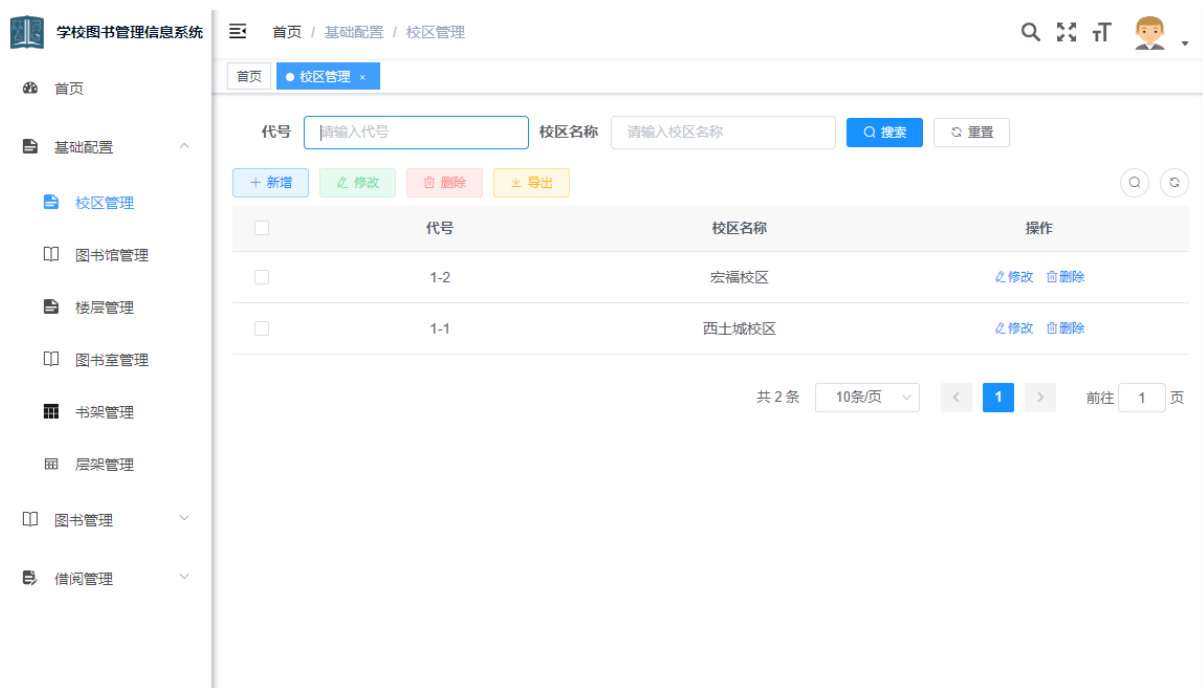 学校图书管理信息系统
首页 / 基础配置 / 校区管理
首页
校区管理 ×
首页
基础配置
校区管理
图书馆管理
楼层管理
图书室管理
书架管理
层架管理
图书管理
借阅管理
代号 请输入代号 校区名称 请输入校区名称 搜索 重置
+ 新增 修改 删除 导出
代号 校区名称 操作
1-2 宏福校区 修改 删除
1-1 西土城校区 修改 删除
共 2 条 10条/页 < 1 > 前往 1 页